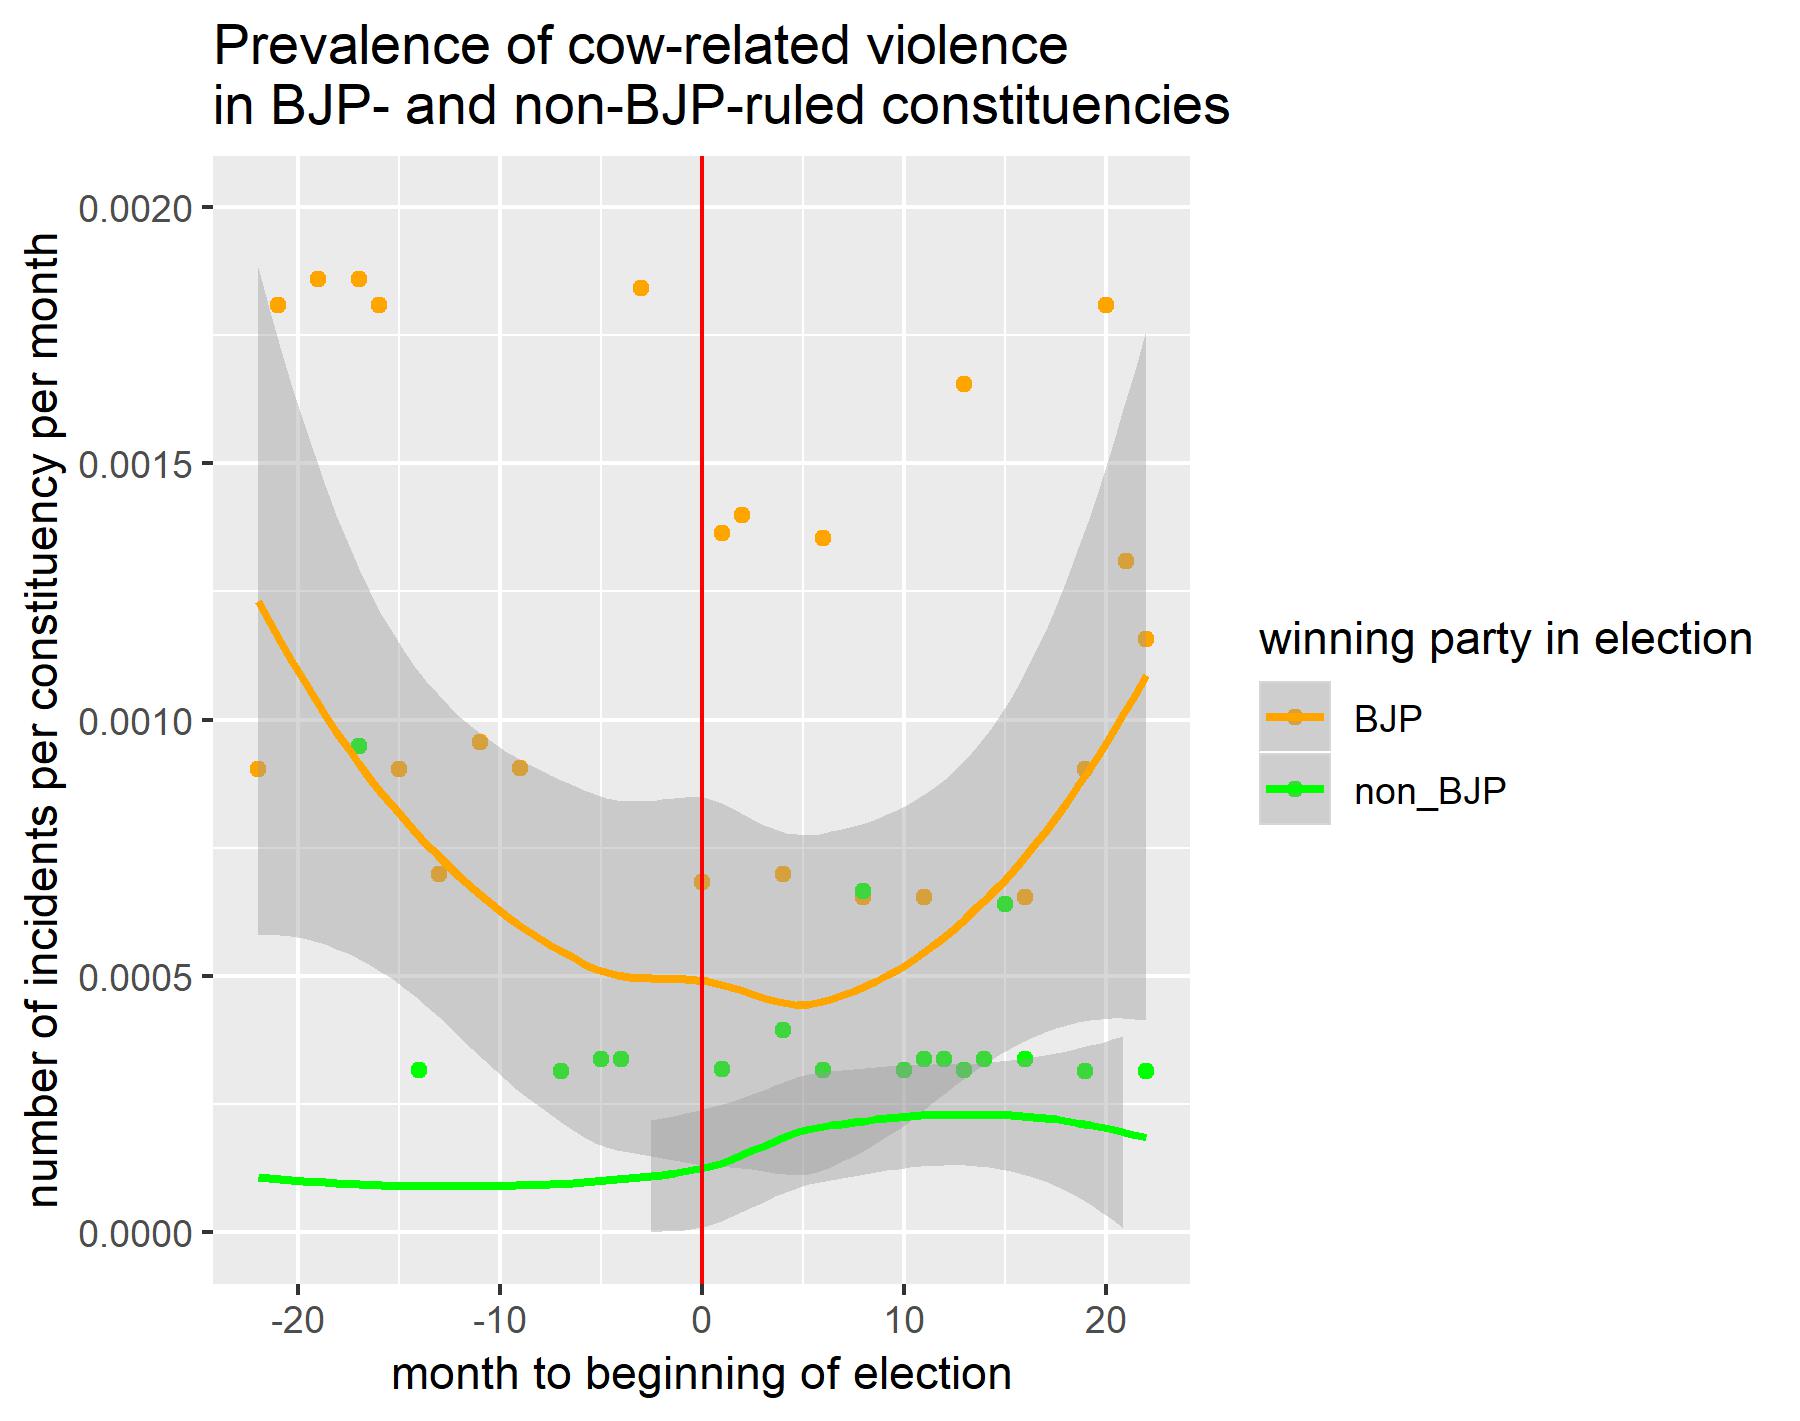 Prevalence of cow-related violence
in BJP- and non-BJP-ruled constituencies
number of incidents per constituency per month
0.0020
0.0015
0.0010
0.0005
0.0000
-20
-10
0
10
20
month to beginning of election
winning party in election
BJP
non_BJP